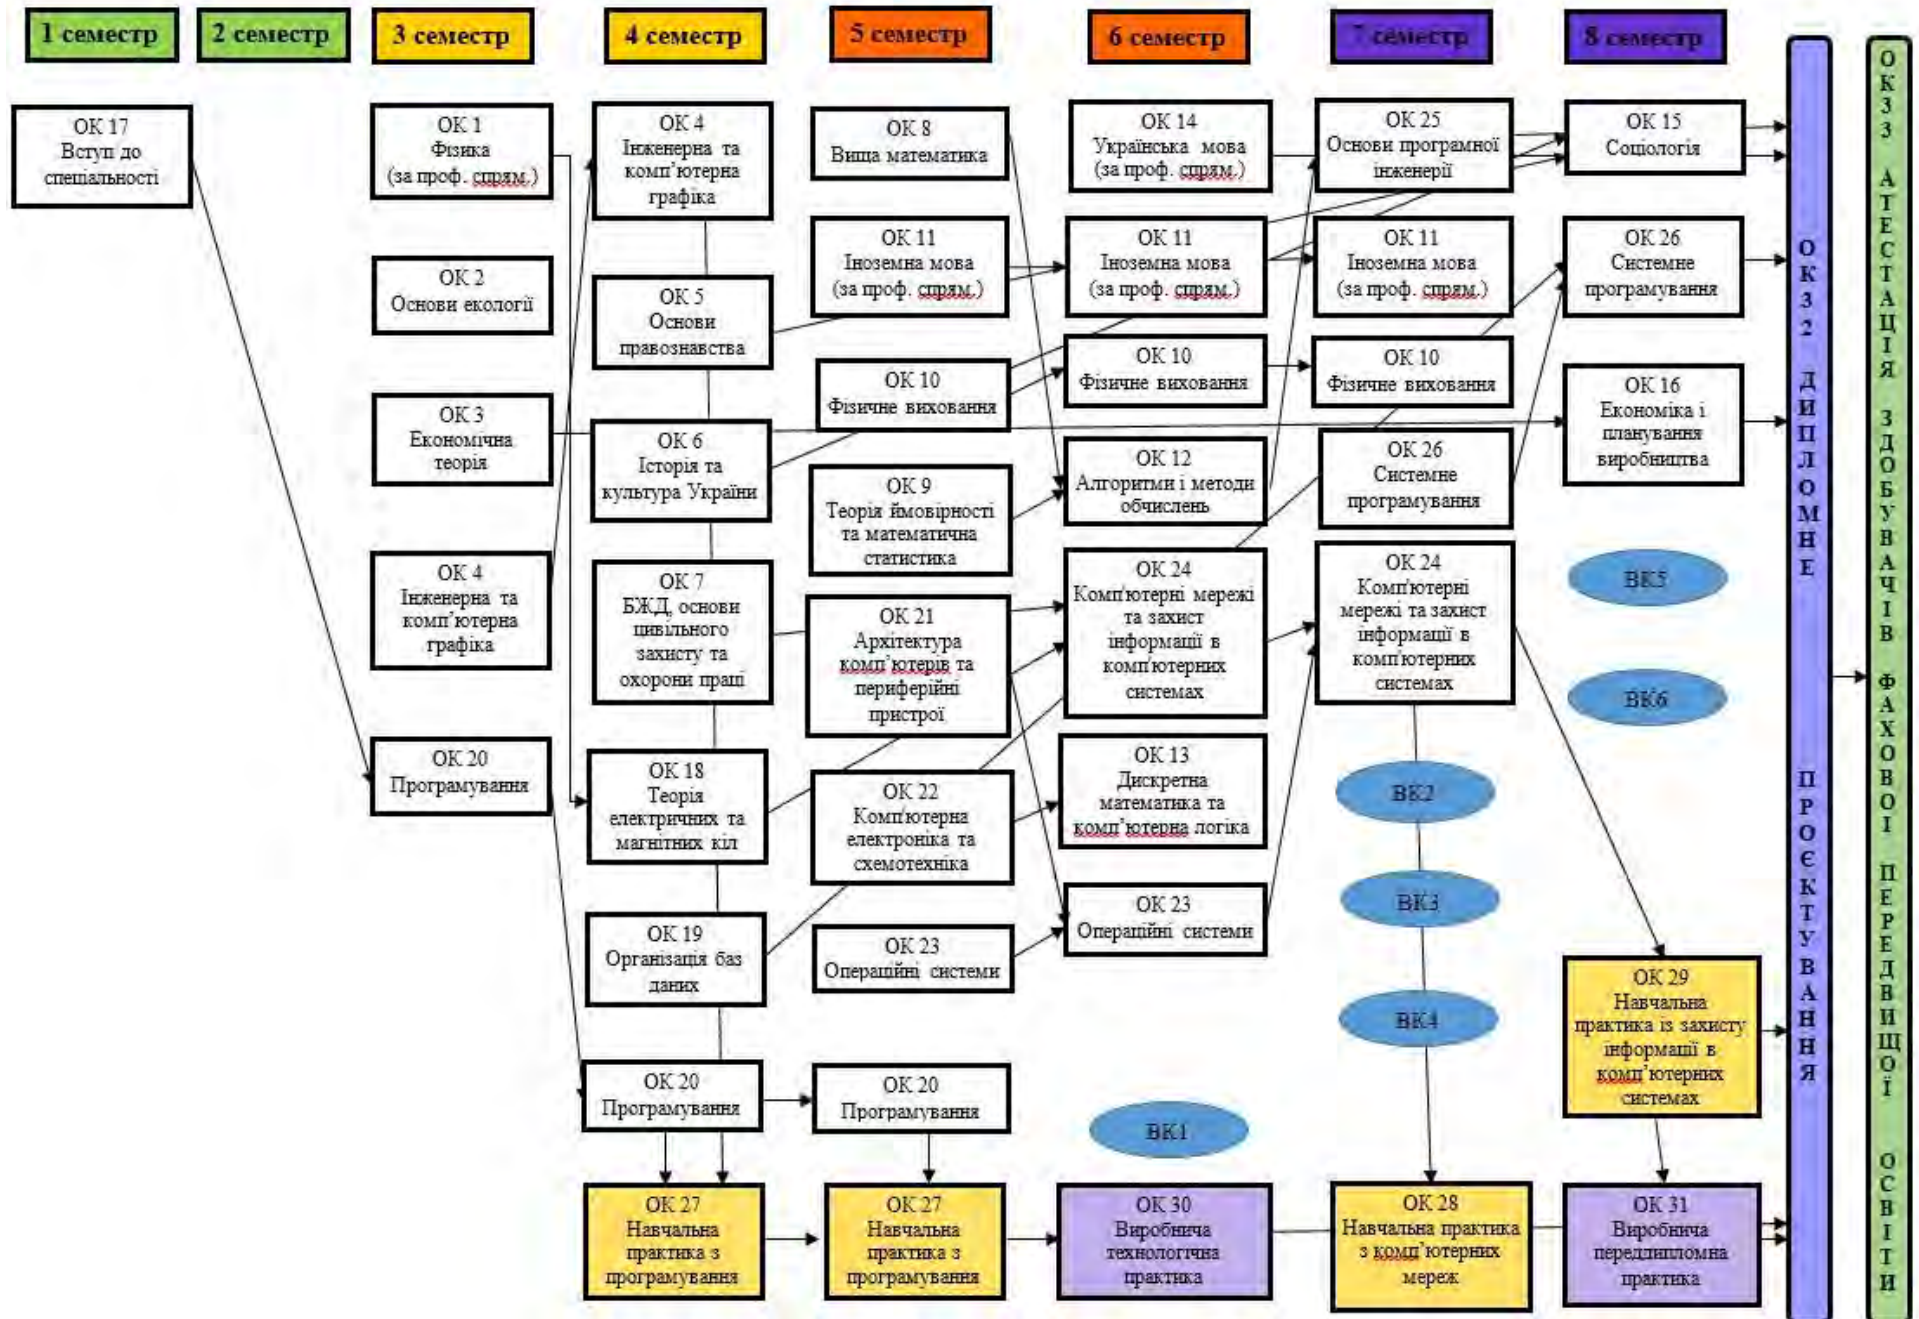 1 семестр
2 семестр
3 семестр
4 семестр
5 семестр
6 семестр
7 семестр
8 семестр
ОК 17
Вступ до
спеціальності
ОК 1
Фізика
(за проф. спрям.)
ОК 2
Основи екології
ОК 3
Економічна
теорія
ОК 4
Інженерна та
комп’ютерна
графіка
ОК 20
Програмування
ОК 4
Інженерна та
комп’ютерна
графіка
ОК 5
Основи
правознавства
ОК 6
Історія та
культура України
ОК 7
БЖД, основи
цивільного
захисту та
охорони праці
ОК 18
Теорія
електричних та
магнітних кіл
ОК 19
Організація баз
даних
ОК 20
Програмування
ОК 27
Навчальна
практика з
програмування
ОК 8
Вища математика
ОК 11
Іноземна мова
(за проф. спрям.)
ОК 10
Фізичне виховання
ОК 9
Теорія ймовірності
та математична
статистика
ОК 21
Архітектура
комп’ютерів та
периферійні
пристрої
ОК 22
Комп'ютерна
електроніка та
схемотехніка
ОК 23
Операційні системи
ОК 20
Програмування
ОК 27
Навчальна
практика з
програмування
ОК 14
Українська мова
(за проф. спрям.)
ОК 11
Іноземна мова
(за проф. спрям.)
ОК 10
Фізичне виховання
ОК 12
Алгоритми і методи
обчислень
ОК 24
Комп'ютерні мережі
та захист
інформації в
комп'ютерних
системах
ОК 13
Дискретна
математика та
комп’ютерна логіка
ОК 23
Операційні системи
ВК1
ОК 30
Виробнича
технологічна
практика
ОК 25
Основи програмної
інженерії
ОК 11
Іноземна мова
(за проф. спрям.)
ОК 10
Фізичне виховання
ОК 26
Системне
програмування
ОК 24
Комп'ютерні
мережі та захист
інформації в
комп'ютерних
системах
ВК2
ВК3
ВК4
ОК 28
Навчальна практика
з комп’ютерних
мереж
ОК 15
Соціологія
ОК 26
Системне
програмування
ОК 16
Економіка і
планування
виробництва
ВК5
ВК6
ОК 29
Навчальна
практика із захисту
інформації в
комп’ютерних
системах
ОК 31
Виробнича
переддипломна
практика
ОК32 ДИПЛОМНЕ ПРОЄКТУВАННЯ
ОК33 АТЕСТАЦІЯ ЗДОБУВАЧІВ ФАХОВОЇ ПЕРЕДВИЩОЇ ОСВІТИ